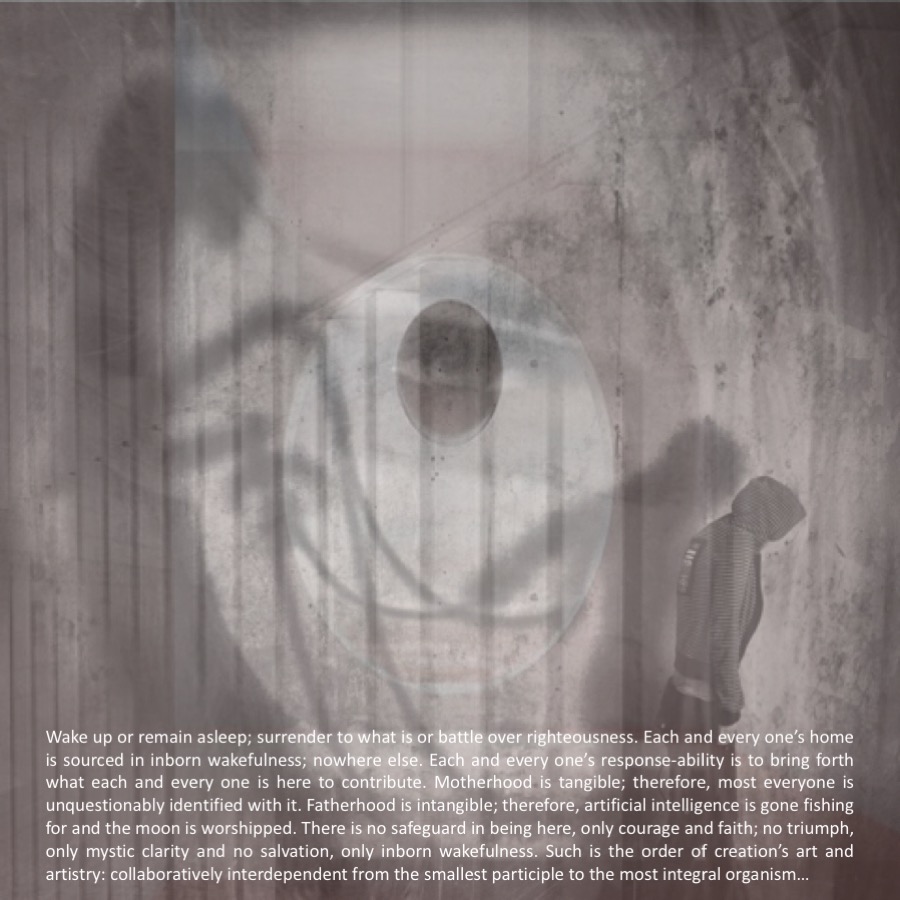 Wake up or remain asleep; surrender to what is or battle over righteousness. Each and every one's home
is sourced in inborn wakefulness; nowhere else. Each and every one's response-ability is to bring forth
what each and every one is here to contribute. Motherhood is tangible; therefore, most everyone is
unquestionably identified with it. Fatherhood is intangible; therefore, artificial intelligence is gone fishing
for and the moon is worshipped. There is no safeguard in being here, only courage and faith; no triumph,
only mystic clarity and no salvation, only inborn wakefulness. Such is the order of creation's art and
artistry: collaboratively interdependent from the smallest participle to the most integral organism...